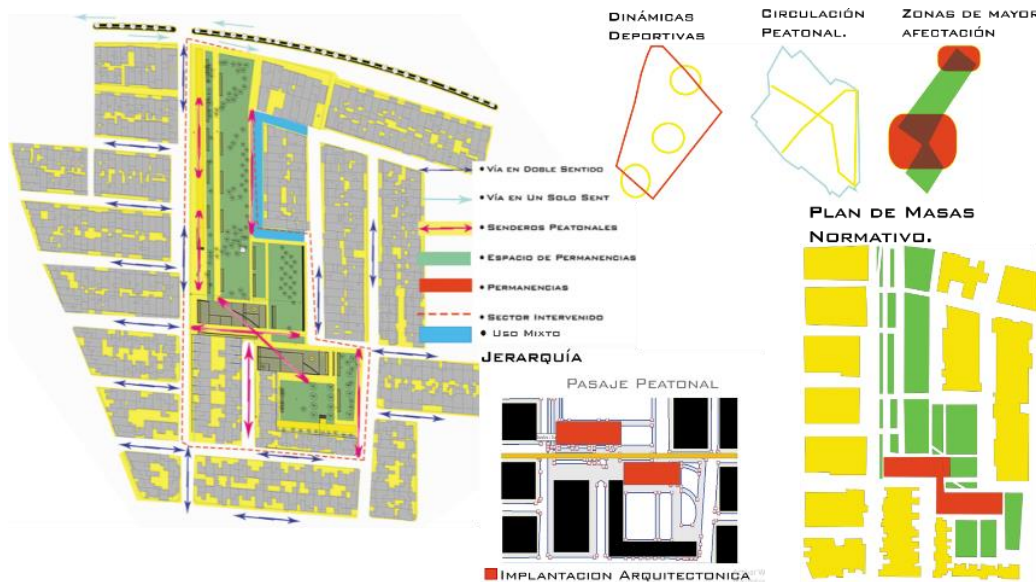 Dinámicas
Deportivas
Circulación
Peatonal.
Zonas de mayor
afectación
• Vía en Doble Sentido
• Vía en Un Solo Sent
• Senderos Peatonales
• Espacio de Permanencias
• Permanencias
• Sector Intervenido
• Uso Mixto
Plan de Masas
Normativo.
Jerarquía
Pasaje Peatonal
Implantacion Arquitectonica